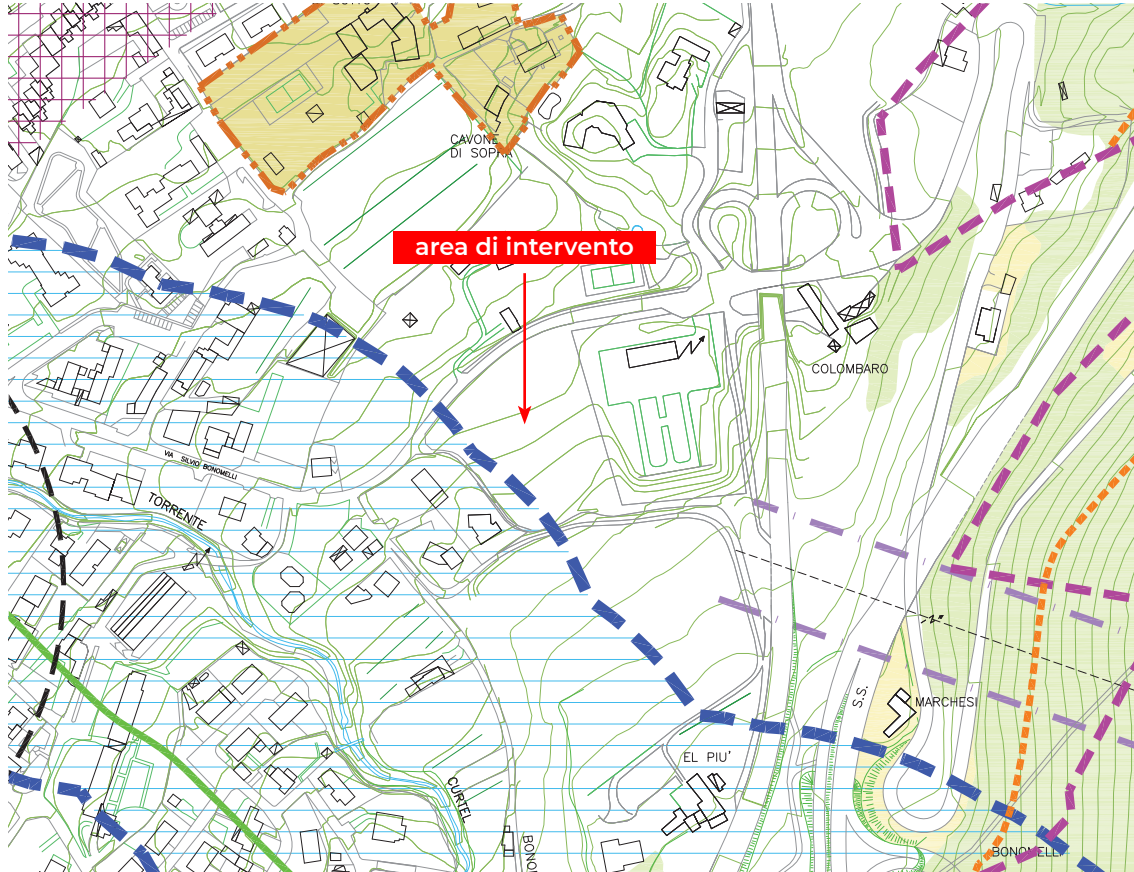 CAVONE
DI SOPRA
area di intervento
COLOMBARO
VIA SILVIO BONOMELLI
TORRENTE
S.S.
MARCHESI
EL PIU'
CURTEL
BONO
BONOMELLI